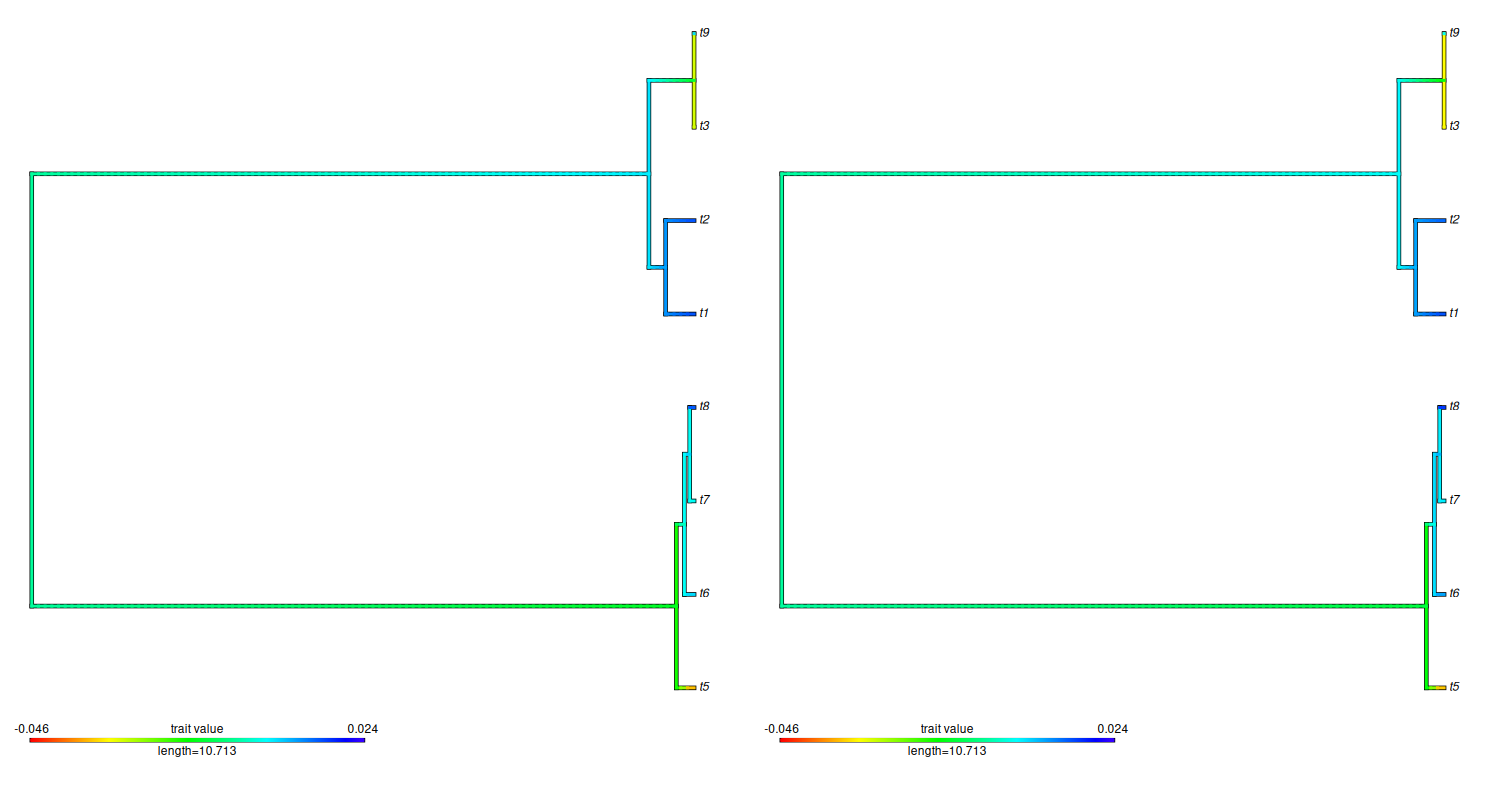 t9
t3
t2
t1
t8
t7
t6
t5
-0.046 trait value 0.024
length=10.713
t9
t3
t2
t1
t8
t7
t6
t5
-0.046 trait value 0.024
length=10.713